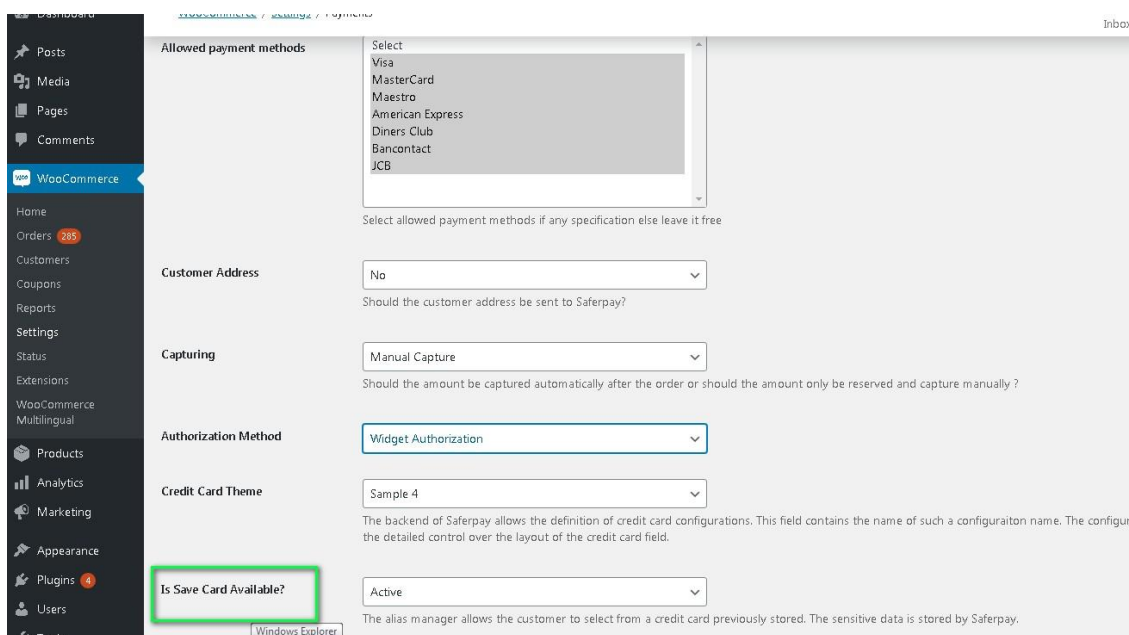 Dashboard
WooCommerce / Settings / Payments
Inbox
Posts
Media
Pages
Comments
woo WooCommerce
Home
Orders 285
Customers
Coupons
Reports
Settings
Status
Extensions
WooCommerce
Multilingual
Products
Analytics
Marketing
Appearance
Plugins 4
Users
Allowed payment methods
Select
Visa
MasterCard
Maestro
American Express
Diners Club
Bancontact
JCB
Select allowed payment methods if any specification else leave it free
Customer Address
No
Should the customer address be sent to Saferpay?
Capturing
Manual Capture
Should the amount be captured automatically after the order or should the amount only be reserved and capture manually ?
Authorization Method
Widget Authorization
Credit Card Theme
Sample 4
The backend of Saferpay allows the definition of credit card configurations. This field contains the name of such a configuraiton name. The configur
the detailed control over the layout of the credit card field.
Is Save Card Available?
Active
The alias manager allows the customer to select from a credit card previously stored. The sensitive data is stored by Saferpay.
Windows Explorer